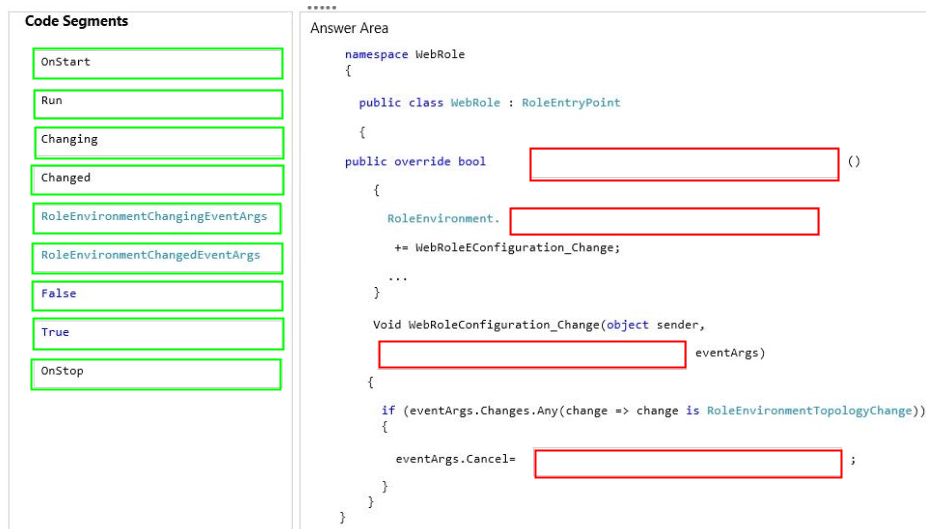 Code Segments
OnStart
Run
Changing
Changed
RoleEnvironmentChangingEventArgs
RoleEnvironmentChangedEventArgs
False
True
OnStop
Answer Area
namespace WebRole
{
public class WebRole : RoleEntryPoint
{
public override bool ()
{
RoleEnvironment.
+= WebRoleEConfiguration_Change;
...
}
Void WebRoleConfiguration_Change(object sender,
eventArgs)
{
if (eventArgs.Changes.Any(change => change is RoleEnvironmentTopologyChange))
{
eventArgs.Cancel= ;
}
}
}